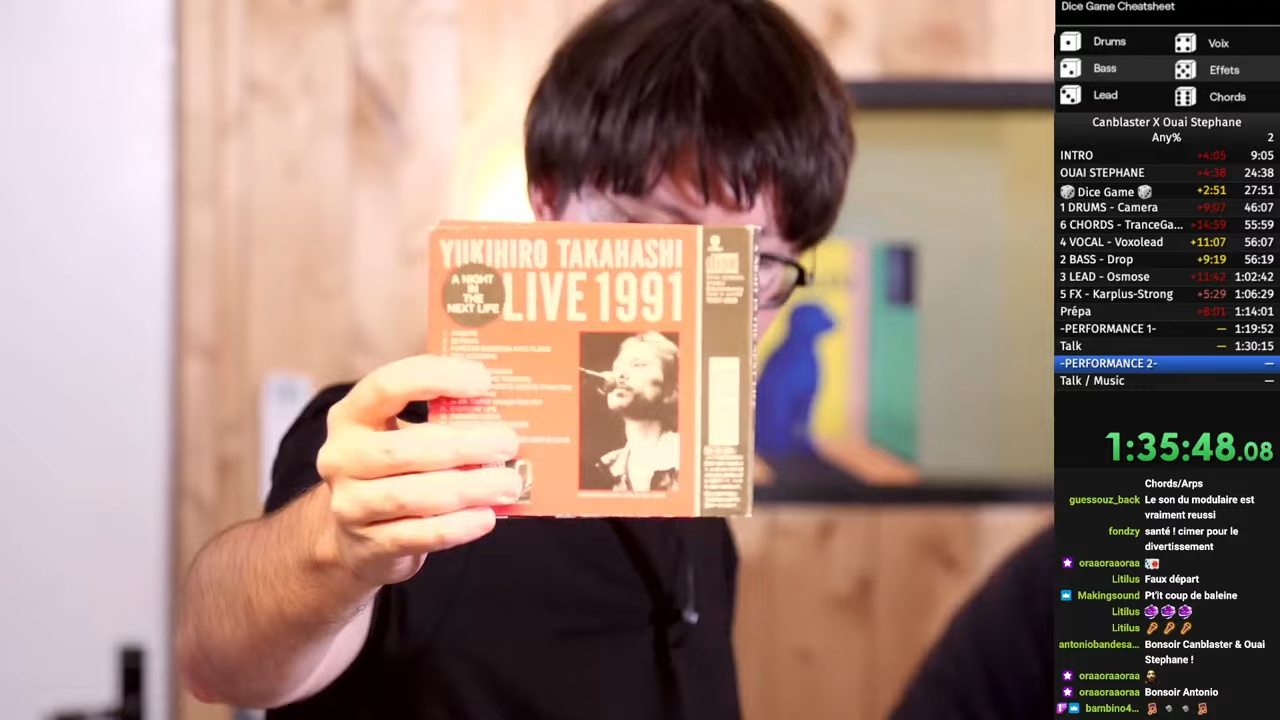 YUKIHIRO TAKAHASHI
A NIGHT
IN
THE
NEXT LIFE
LIVE 1991
Dice Game Cheatsheet
Drums
Voix
Bass
Effets
Lead
Chords
Canblaster X Ouai Stephane
Any% 2
INTRO +4:05 9:05
OUAI STEPHANE +4:38 24:38
Dice Game +2:51 27:51
1 DRUMS - Camera +9:07 46:07
6 CHORDS - TranceGa... +14:59 55:59
4 VOCAL - Voxolead +11:07 56:07
2 BASS - Drop +9:19 56:19
3 LEAD - Osmose +11:42 1:02:42
5 FX - Karplus-Strong +5:29 1:06:29
Prépa +8:01 1:14:01
-PERFORMANCE 1- — 1:19:52
Talk — 1:30:15
-PERFORMANCE 2- —
Talk / Music —
1:35:48.08
Chords/Arps
guessouz_back Le son du modulaire est
vraiment reussi
fondzy santé ! cimer pour le
divertissement
oraaoraaoraa
Litilus Faux départ
Makingsound Pt'it coup de baleine
Litilus
Litilus
antoniobandesa... Bonsoir Canblaster & Ouai
Stephane !
oraaoraaoraa
oraaoraaoraa Bonsoir Antonio
bambino4...